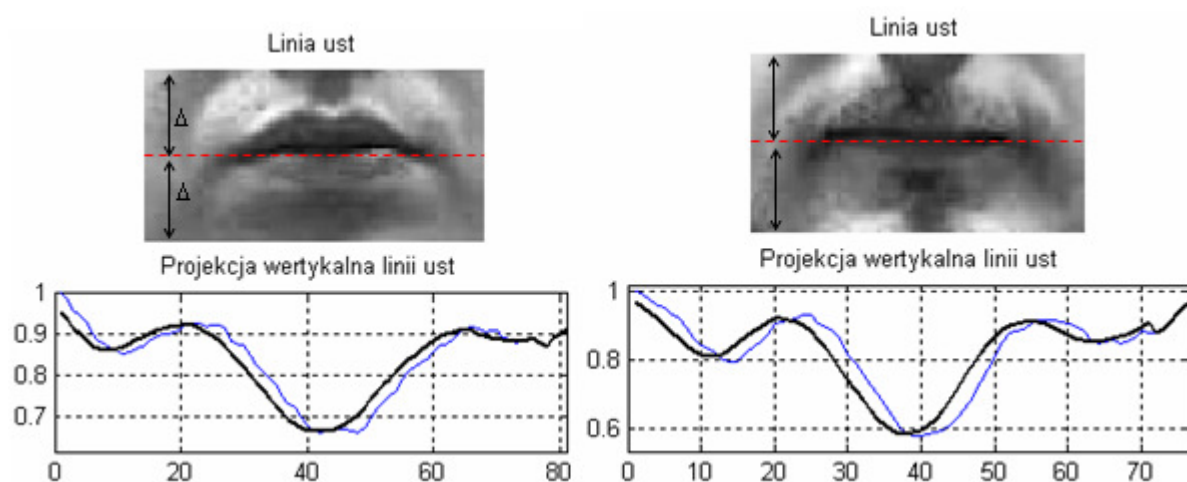 Linia ust
Δ
Δ
Projekcja wertykalna linii ust
1
0.9
0.8
0.7
0 20 40 60 80
Linia ust
Projekcja wertykalna linii ust
1
0.8
0.6
0 10 20 30 40 50 60 70